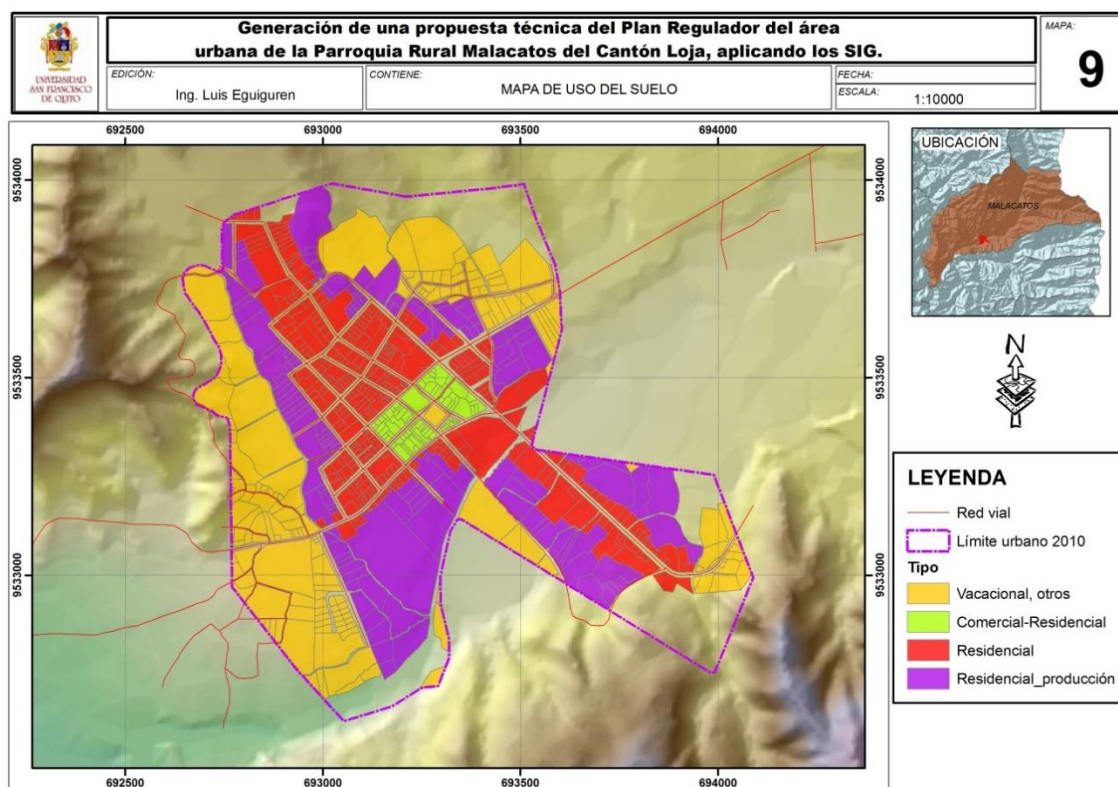 Generación de una propuesta técnica del Plan Regulador del área
urbana de la Parroquia Rural Malacatos del Cantón Loja, aplicando los SIG.
UNIVERSIDAD
SAN FRANCISCO
DE QUITO
EDICIÓN:
Ing. Luis Eguiguren
CONTIENE:
MAPA DE USO DEL SUELO
FECHA:
ESCALA:
1:10000
MAPA:
9
692500
693000
693500
694000
9534000
9533500
9533000
9534000
9533500
9533000
692500
693000
693500
694000
UBICACIÓN
MALACATOS
N
LEYENDA
Red vial
Límite urbano 2010
Tipo
Vacacional, otros
Comercial-Residencial
Residencial
Residencial_producción